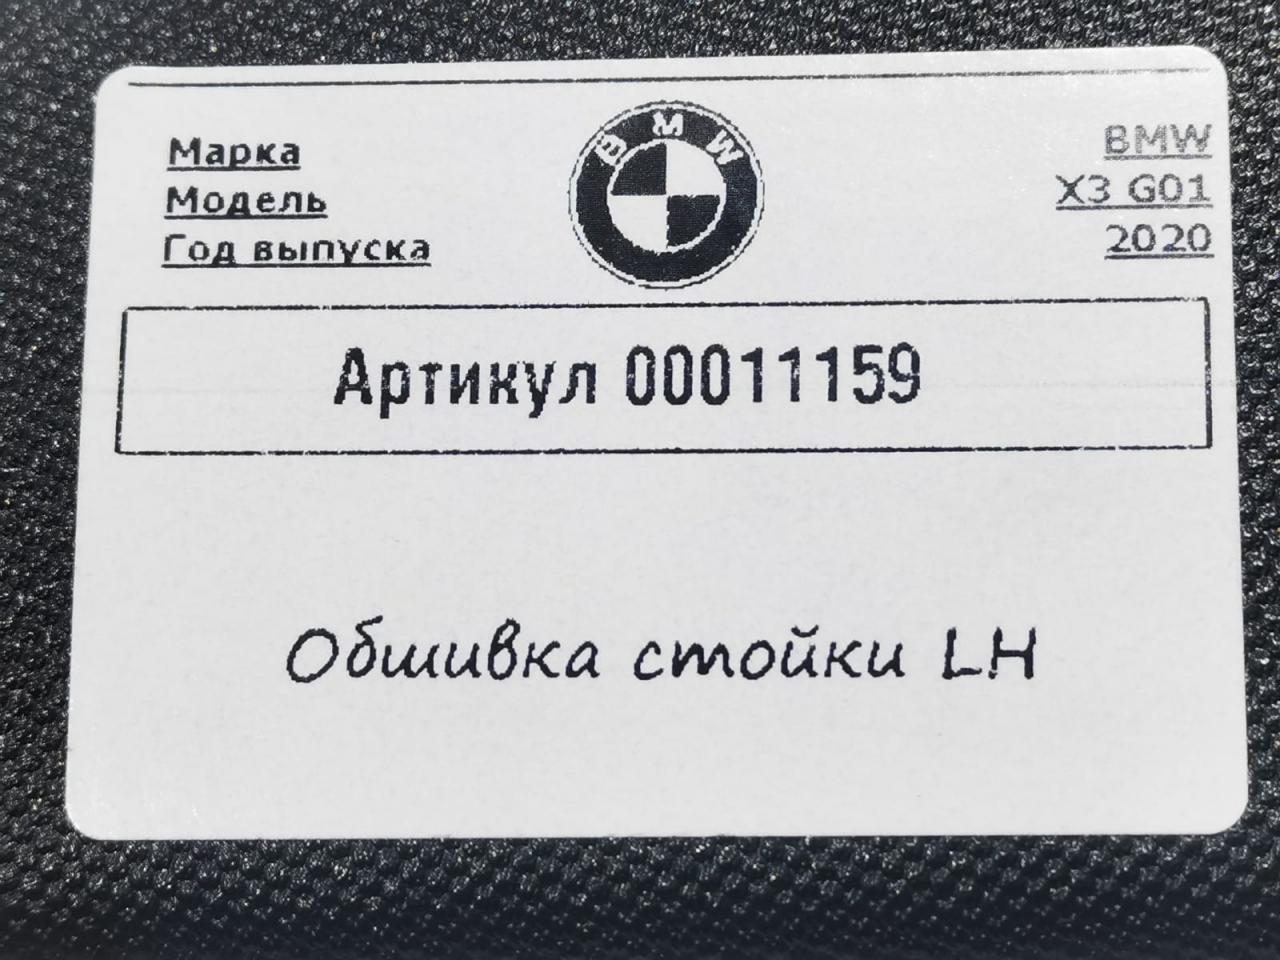 Марка BMW BMW
Модель X3 G01
Год выпуска 2020
Артикул 00011159
Обшивка стойки LH